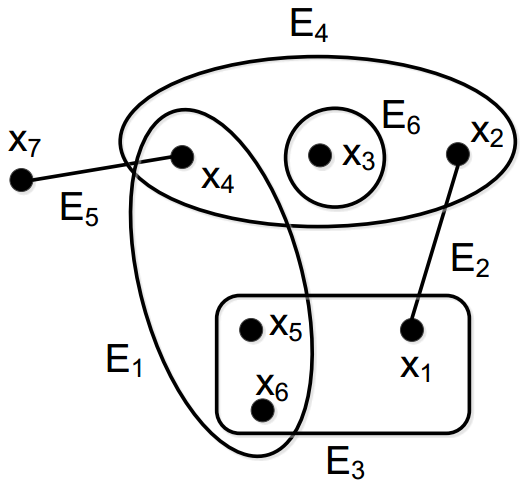 E₄
x₇
E₆
x₂
x₃
x₄
E₅
E₂
x₅
x₁
E₁
x₆
E₃